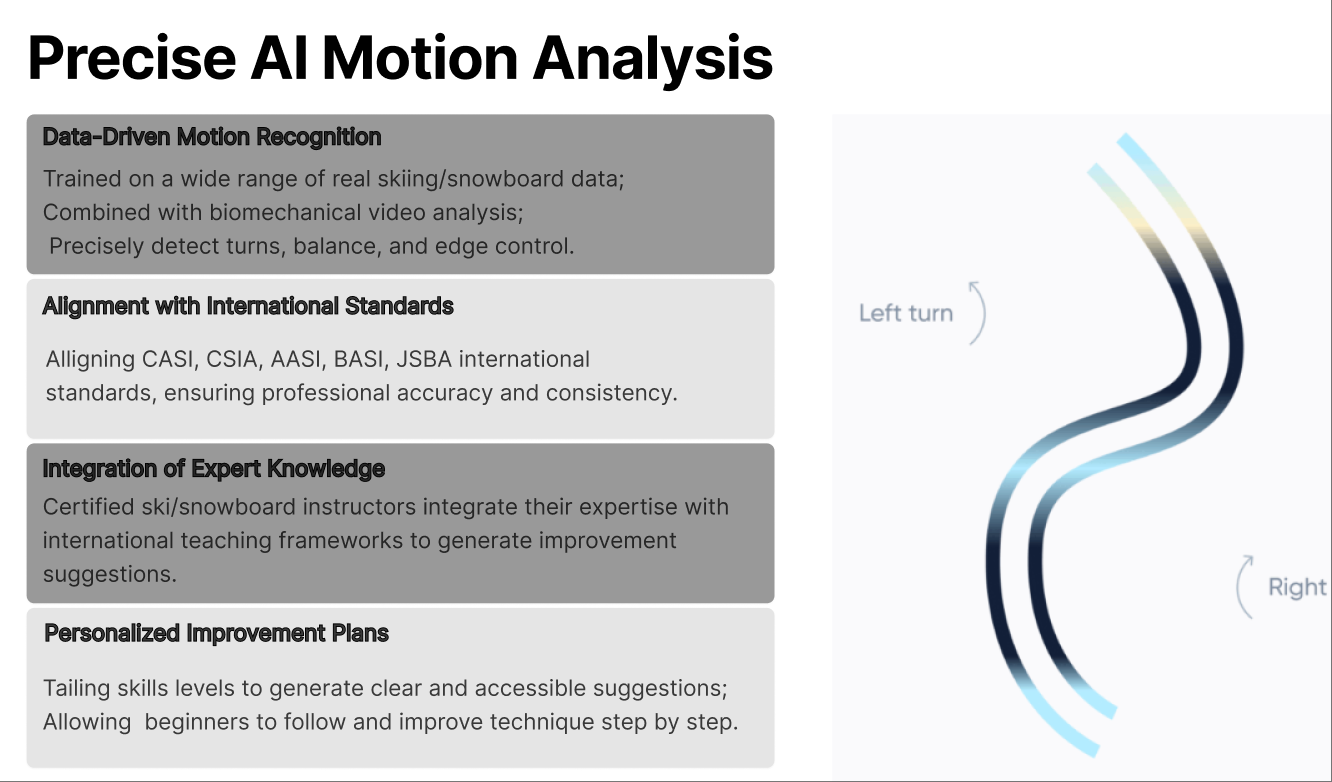 Precise AI Motion Analysis
Data-Driven Motion Recognition
Trained on a wide range of real skiing/snowboard data;
Combined with biomechanical video analysis;
Precisely detect turns, balance, and edge control.
Alignment with International Standards
Alligning CASI, CSIA, AASI, BASI, JSBA international
standards, ensuring professional accuracy and consistency.
Integration of Expert Knowledge
Certified ski/snowboard instructors integrate their expertise with
international teaching frameworks to generate improvement
suggestions.
Personalized Improvement Plans
Tailing skills levels to generate clear and accessible suggestions;
Allowing  beginners to follow and improve technique step by step.
Left turn
Right